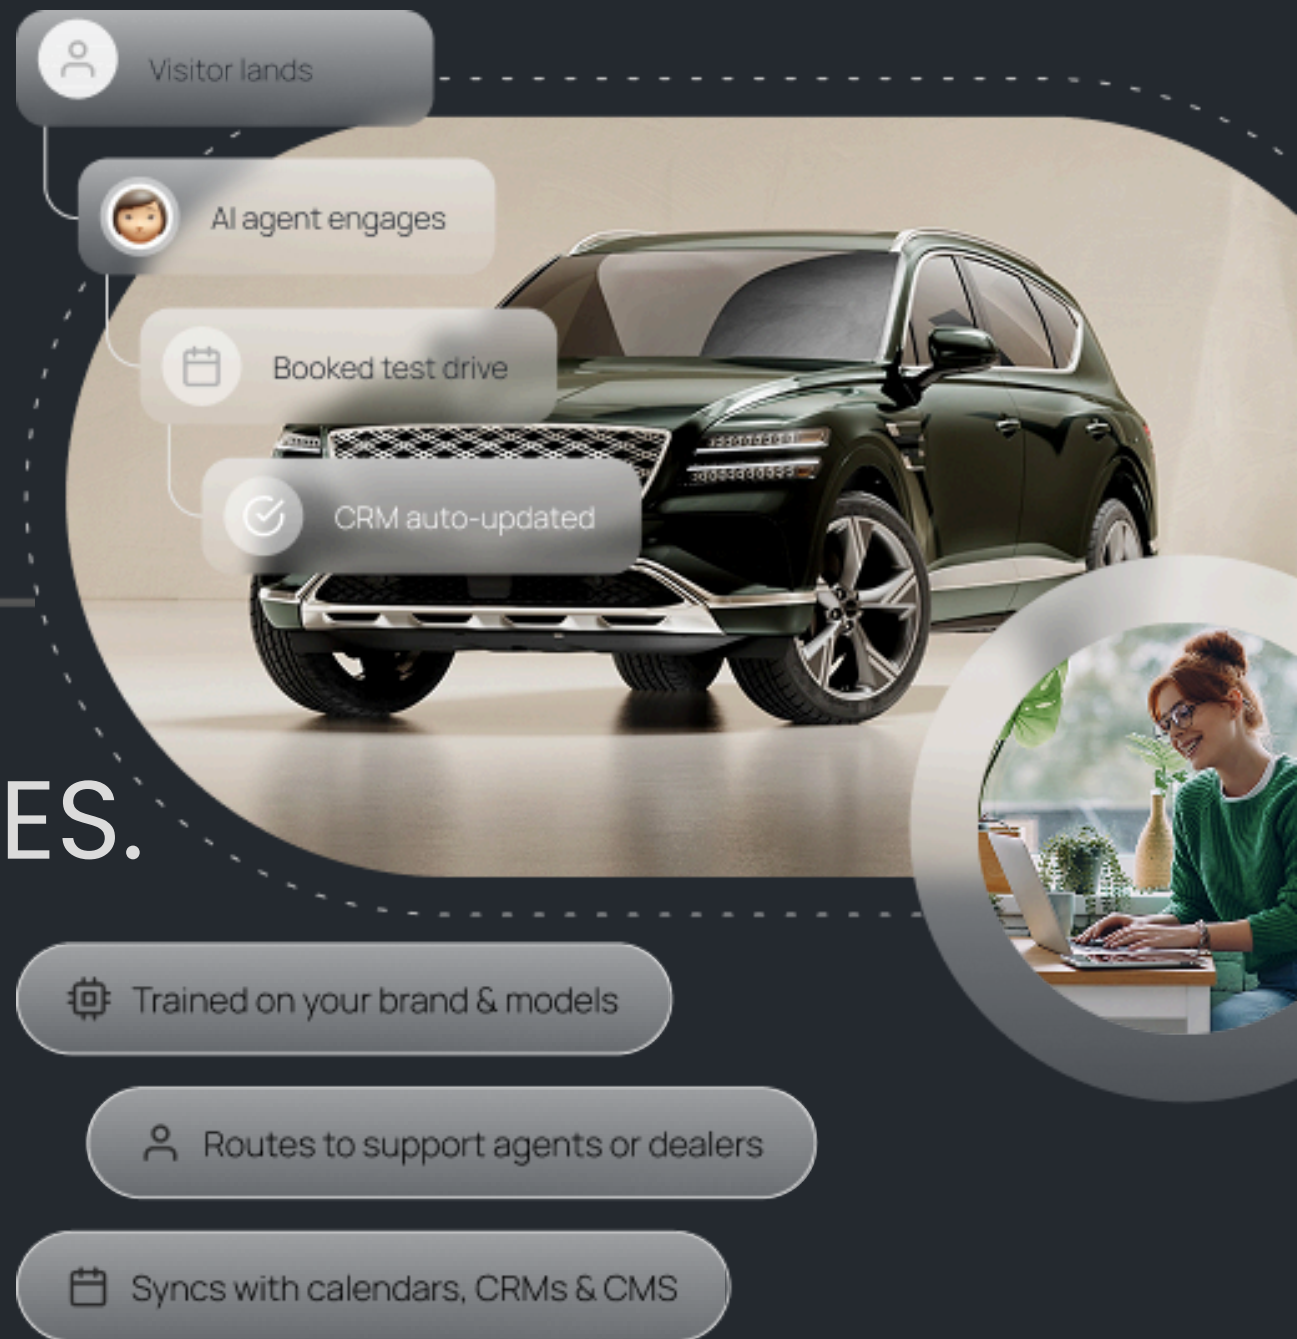 Visitor lands
AI agent engages
Booked test drive
CRM auto-updated
ES.
Trained on your brand & models
Routes to support agents or dealers
Syncs with calendars, CRMs & CMS